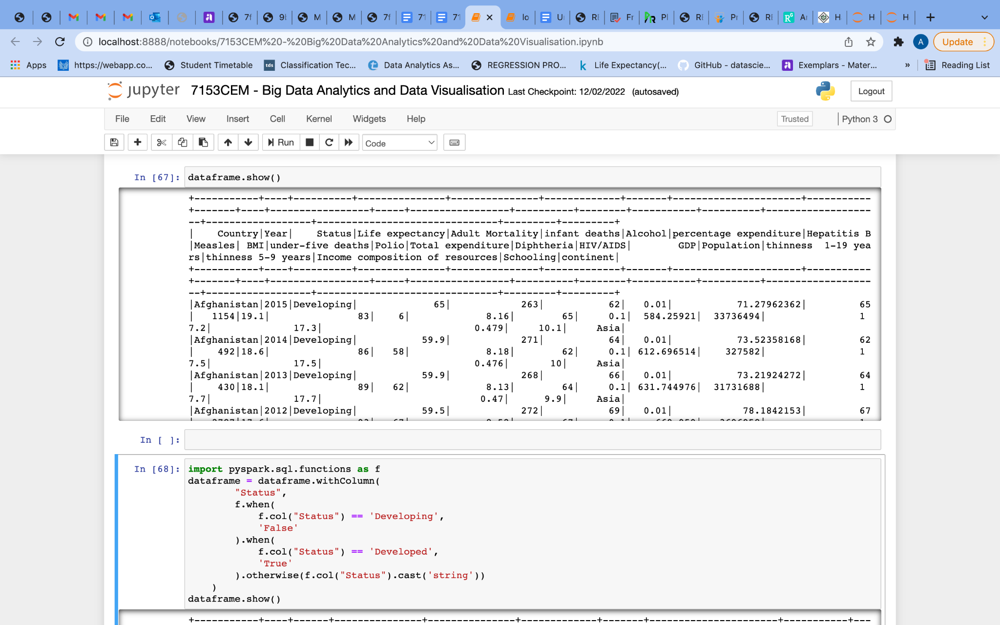 7f 9l M M 7f 71 71 lo U RI Fr Pl RI Pr RI A H H H
localhost:8888/notebooks/7153CEM%20-%20Big%20Data%20Analytics%20and%20Data%20Visualisation.ipynb A Update
Apps https://webapp.co... Student Timetable tds Classification Tec... Data Analytics As... REGRESSION PRO... k Life Expectancy(... GitHub - datascie... Exemplars - Mater... » Reading List
jupyter 7153CEM - Big Data Analytics and Data Visualisation Last Checkpoint: 12/02/2022 (autosaved) Logout
File Edit View Insert Cell Kernel Widgets Help Trusted Python 3
Run Code
In [67]: dataframe.show()
+-----------+----+----------+---------------+---------------+-------------+-------+----------------------+-----------
+-------+----+-----------------+-----+-----------------+----------+--------+-----------+----------+------------------
--+------------------+-------------------------------+---------+---------+
| Country|Year| Status|Life expectancy|Adult Mortality|infant deaths|Alcohol|percentage expenditure|Hepatitis B
|Measles| BMI|under-five deaths|Polio|Total expenditure|Diphtheria|HIV/AIDS| GDP|Population|thinness 1-19 yea
rs|thinness 5-9 years|Income composition of resources|Schooling|continent|
+-----------+----+----------+---------------+---------------+-------------+-------+----------------------+-----------
+-------+----+-----------------+-----+-----------------+----------+--------+-----------+----------+------------------
--+------------------+-------------------------------+---------+---------+
|Afghanistan|2015|Developing| 65| 263| 62| 0.01| 71.27962362| 65
| 1154|19.1| 83| 6| 8.16| 65| 0.1| 584.25921| 33736494| 1
7.2| 17.3| 0.479| 10.1| Asia|
|Afghanistan|2014|Developing| 59.9| 271| 64| 0.01| 73.52358168| 62
| 492|18.6| 86| 58| 8.18| 62| 0.1| 612.696514| 327582| 1
7.5| 17.5| 0.476| 10| Asia|
|Afghanistan|2013|Developing| 59.9| 268| 66| 0.01| 73.21924272| 64
| 430|18.1| 89| 62| 8.13| 64| 0.1| 631.744976| 31731688| 1
7.7| 17.7| 0.47| 9.9| Asia|
|Afghanistan|2012|Developing| 59.5| 272| 69| 0.01| 78.1842153| 67
In [ ]:
In [68]: import pyspark.sql.functions as f
dataframe = dataframe.withColumn(
"Status",
f.when(
f.col("Status") == 'Developing',
'False'
).when(
f.col("Status") == 'Developed',
'True'
).otherwise(f.col("Status").cast('string'))
)
dataframe.show()
+-----------+----+------+---------------+---------------+-------------+-------+----------------------+-----------+---